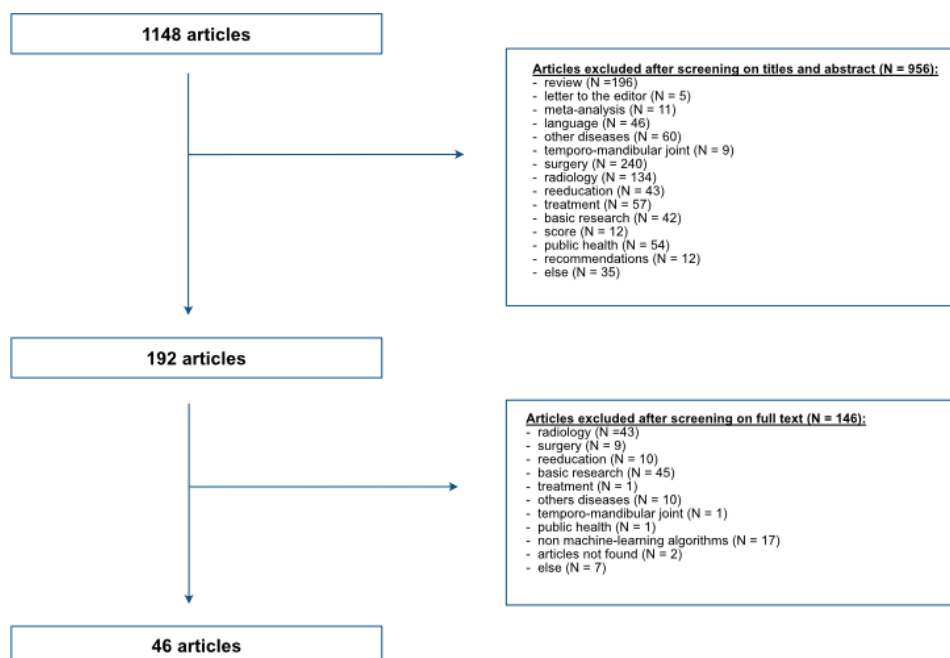 1148 articles
Articles excluded after screening on titles and abstract (N = 956):
- review (N =196)
- letter to the editor (N = 5)
- meta-analysis (N = 11)
- language (N = 46)
- other diseases (N = 60)
- temporo-mandibular joint (N = 9)
- surgery (N = 240)
- radiology (N = 134)
- reeducation (N = 43)
- treatment (N = 57)
- basic research (N = 42)
- score (N = 12)
- public health (N = 54)
- recommendations (N = 12)
- else (N = 35)
192 articles
Articles excluded after screening on full text (N = 146):
- radiology (N =43)
- surgery (N = 9)
- reeducation (N = 10)
- basic research (N = 45)
- treatment (N = 1)
- others diseases (N = 10)
- temporo-mandibular joint (N = 1)
- public health (N = 1)
- non machine-learning algorithms (N = 17)
- articles not found (N = 2)
- else (N = 7)
46 articles